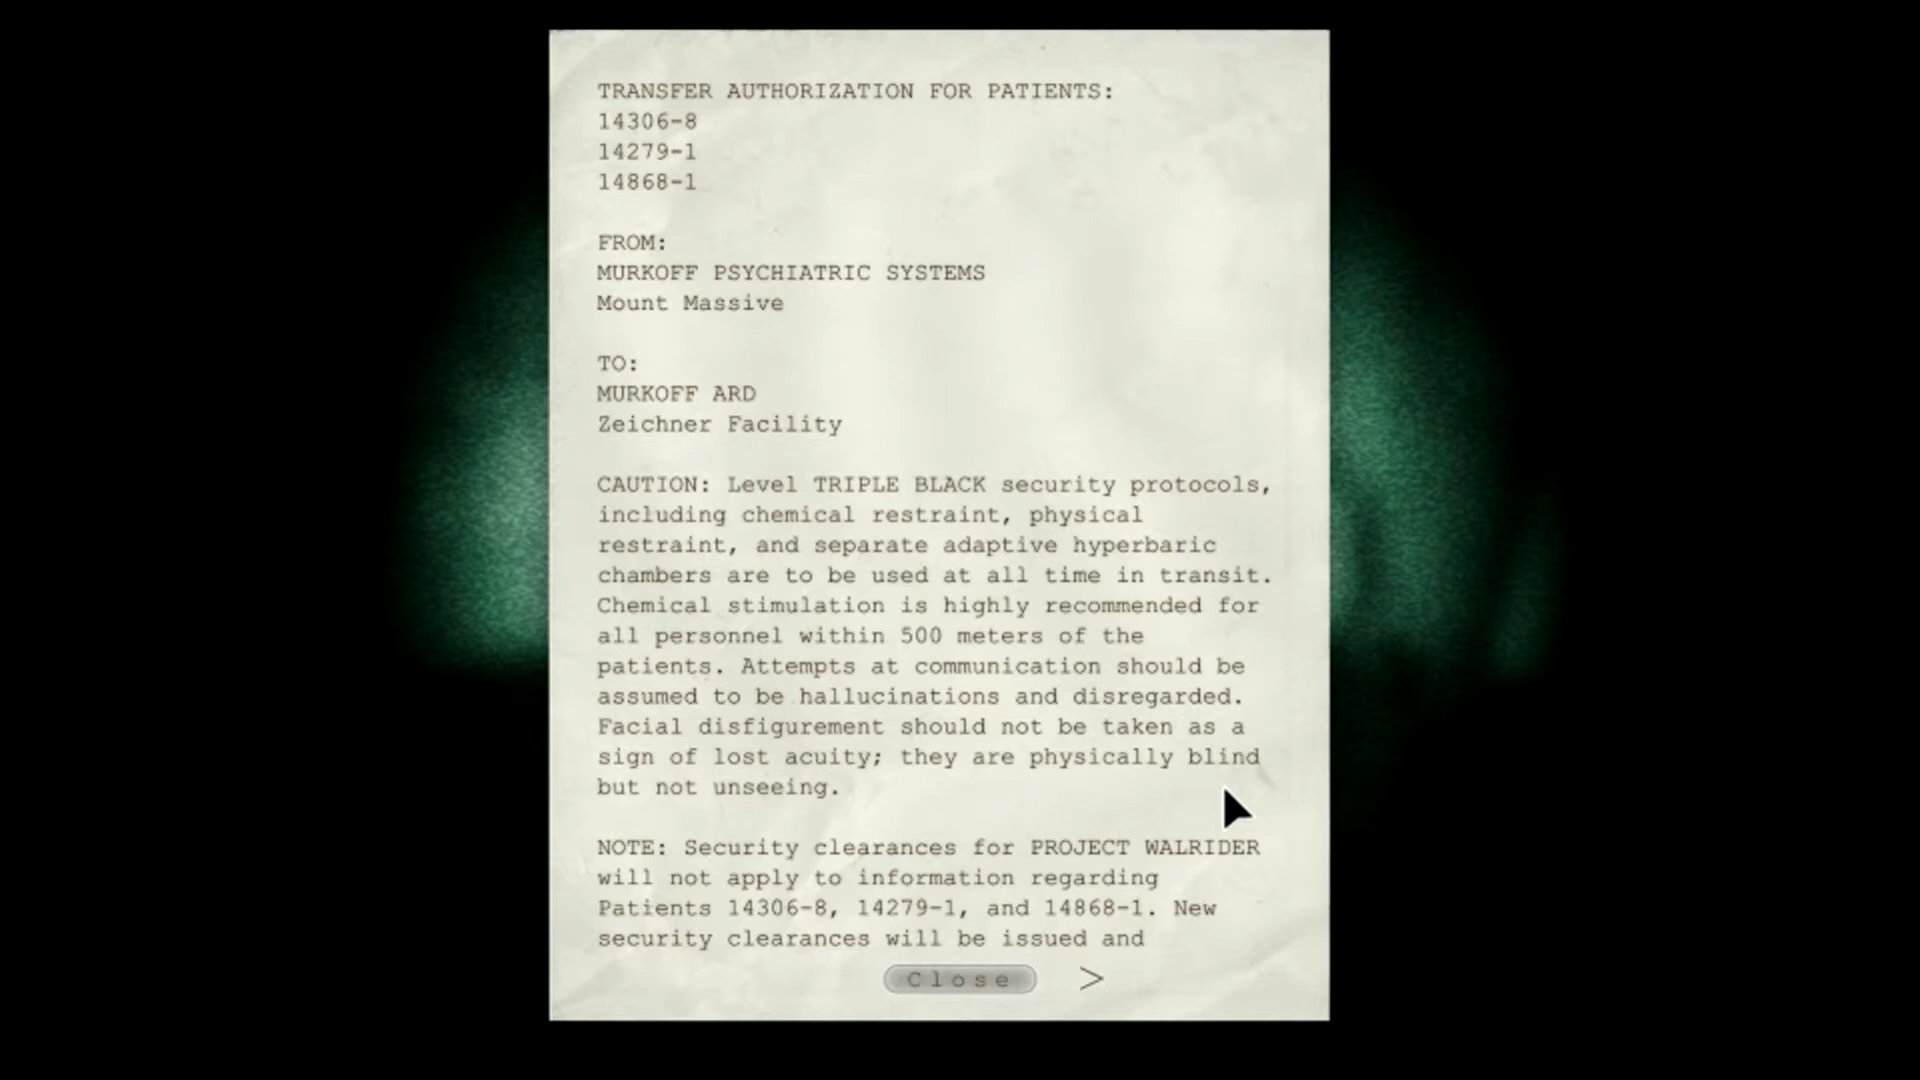 TRANSFER AUTHORIZATION FOR PATIENTS:
14306-8
14279-1
14868-1
FROM:
MURKOFF PSYCHIATRIC SYSTEMS
Mount Massive
TO:
MURKOFF ARD
Zeichner Facility
CAUTION: Level TRIPLE BLACK security protocols,
including chemical restraint, physical
restraint, and separate adaptive hyperbaric
chambers are to be used at all time in transit.
Chemical stimulation is highly recommended for
all personnel within 500 meters of the
patients. Attempts at communication should be
assumed to be hallucinations and disregarded.
Facial disfigurement should not be taken as a
sign of lost acuity; they are physically blind
but not unseeing.
NOTE: Security clearances for PROJECT WALRIDER
will not apply to information regarding
Patients 14306-8, 14279-1, and 14868-1. New
security clearances will be issued and
Close >